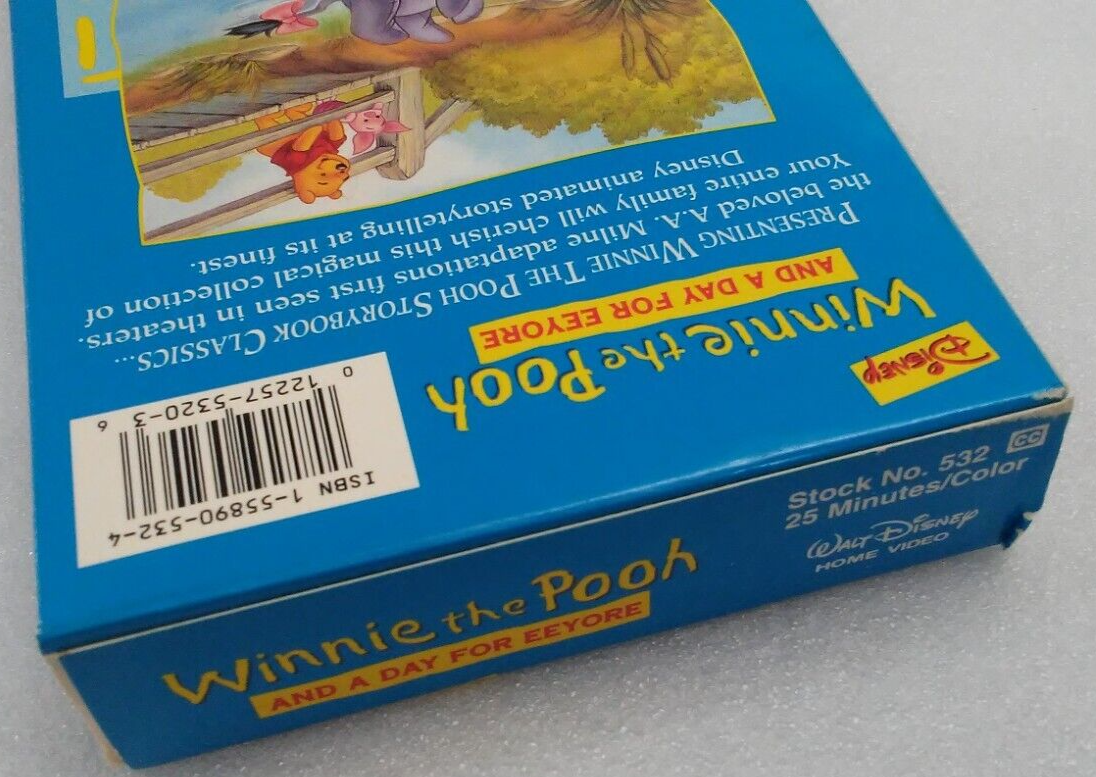 Disney
Winnie the Pooh
AND A DAY FOR EEYORE
PRESENTING WINNIE THE POOH STORYBOOK CLASSICS...
the beloved A.A. Milne adaptations first seen in theaters.
Your entire family will cherish this magical collection of
Disney animated storytelling at its finest.
ISBN 1-55890-532-4
0 12257-5320-3 6
Winnie the Pooh
AND A DAY FOR EEYORE
Stock No. 532 CC
25 Minutes/Color
WALT DISNEY
HOME VIDEO